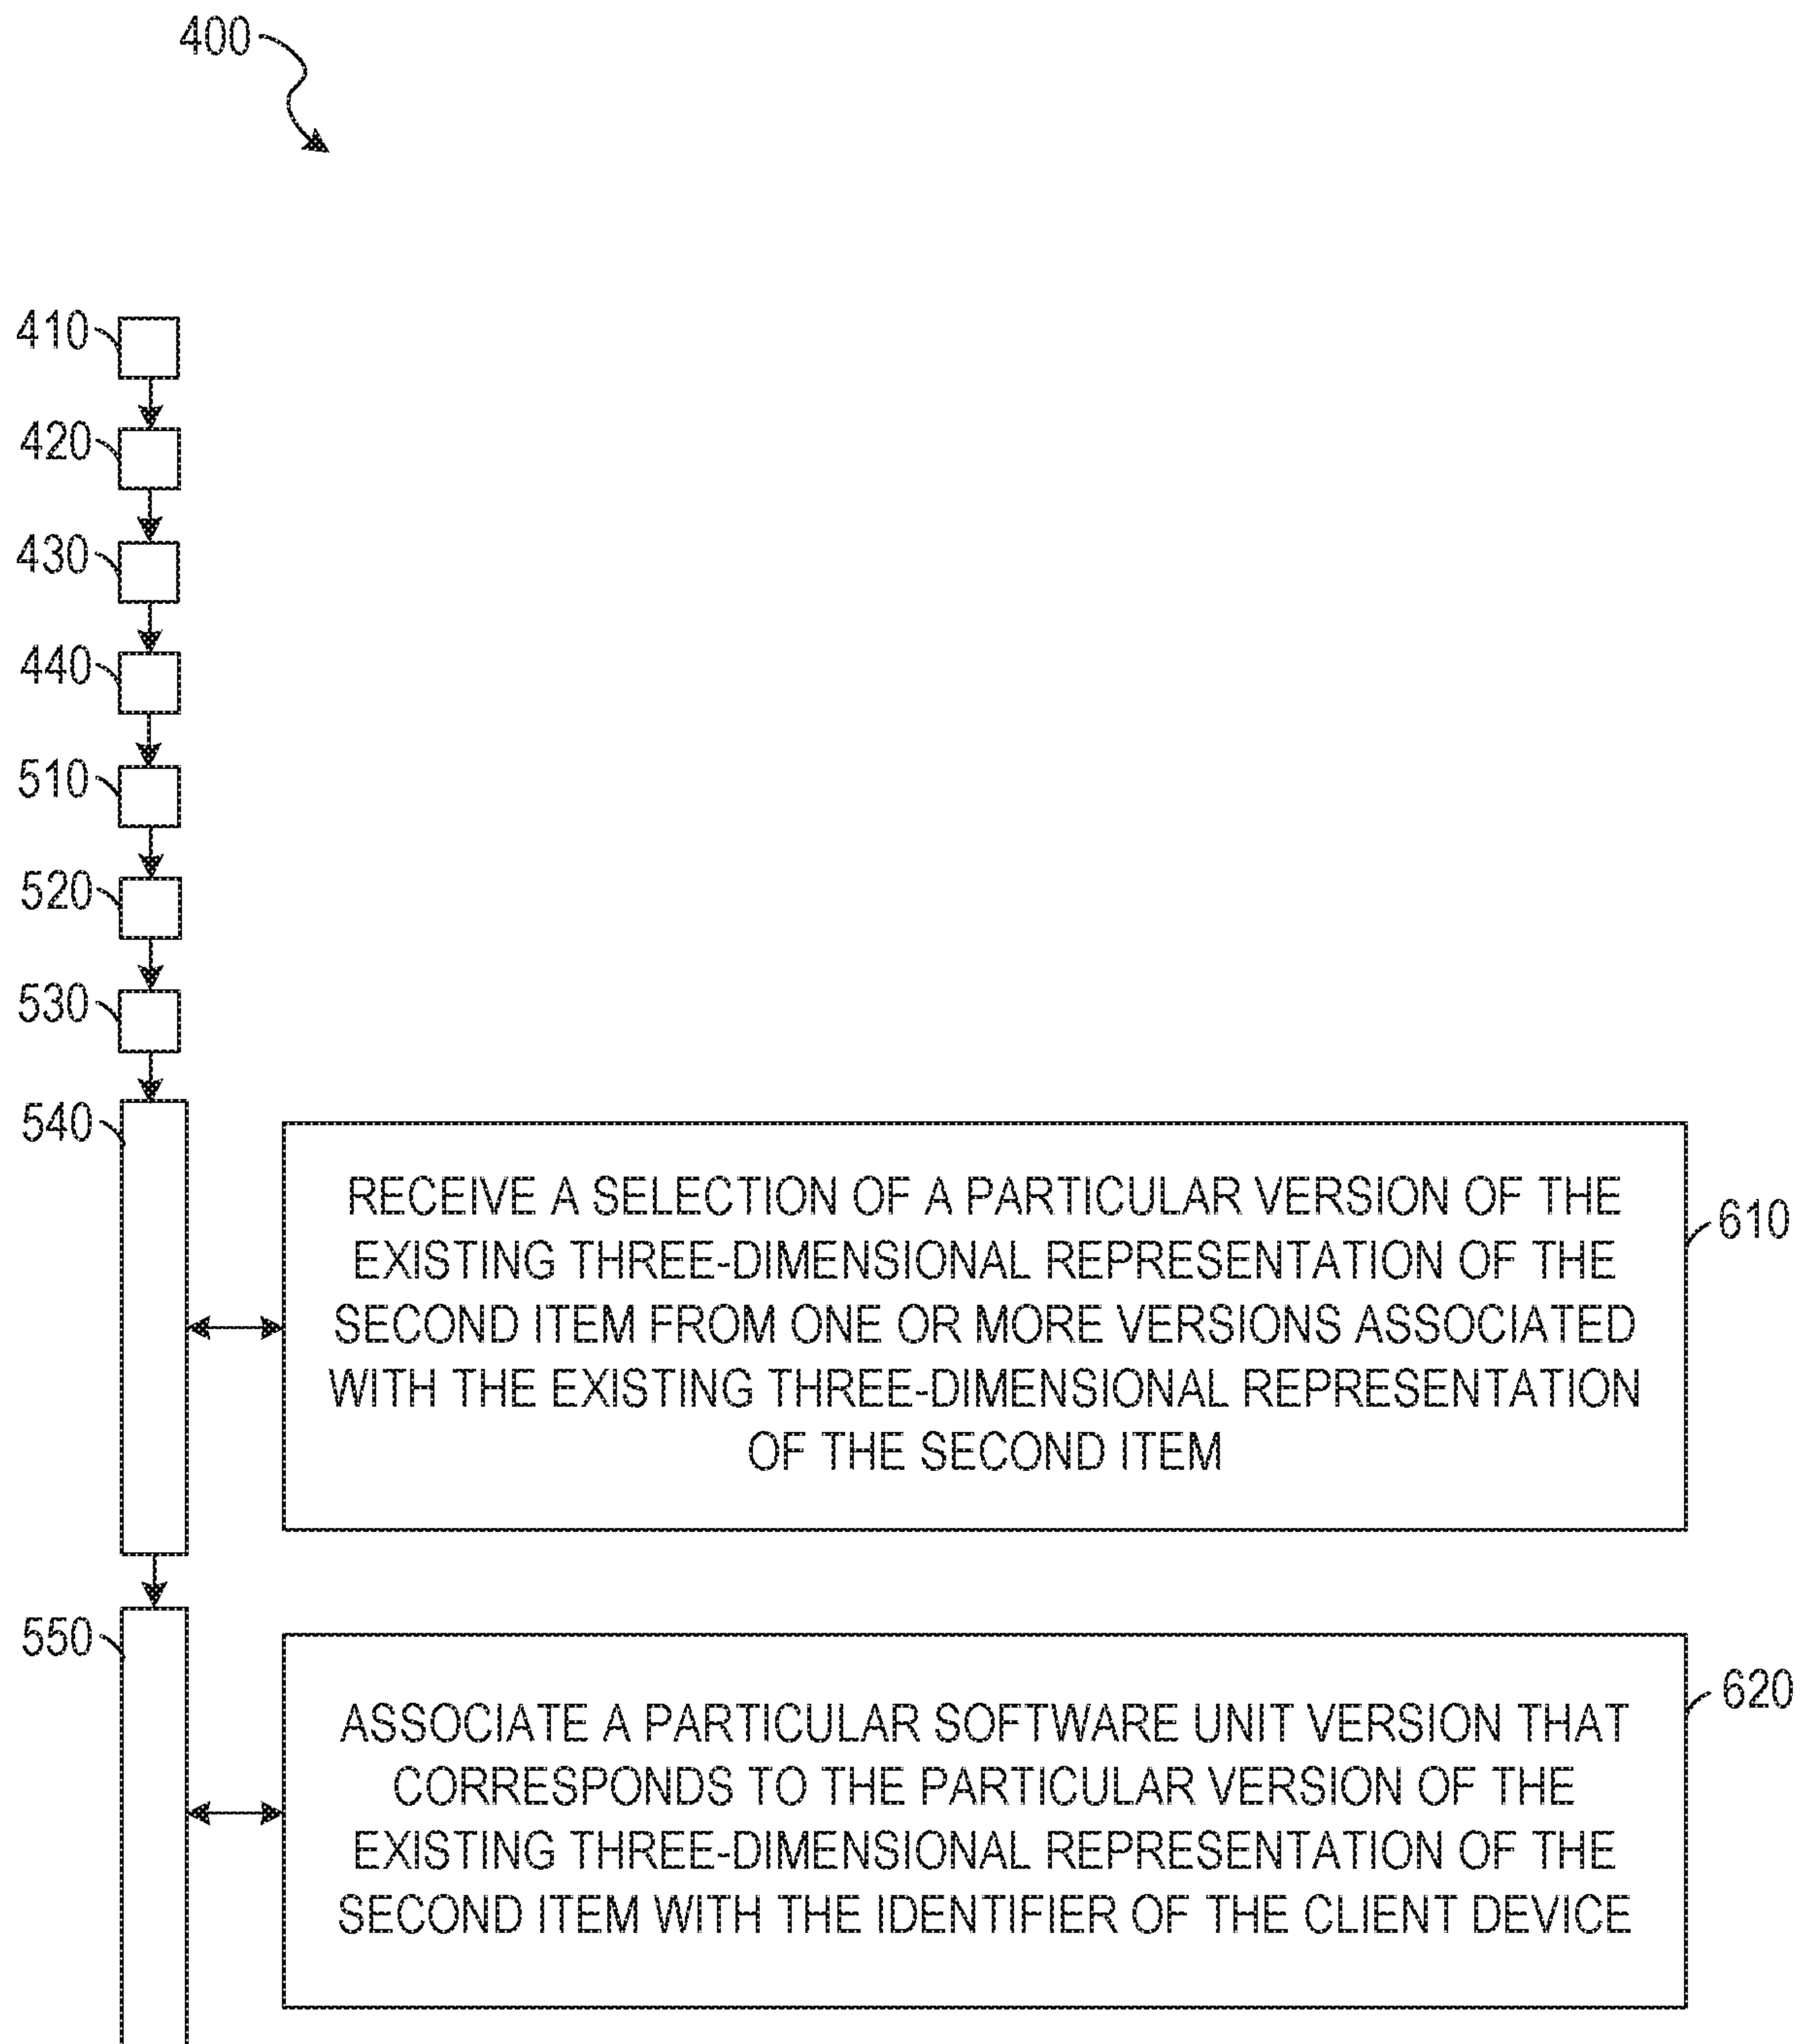 400
410
420
430
440
510
520
530
540
RECEIVE A SELECTION OF A PARTICULAR VERSION OF THE
EXISTING THREE-DIMENSIONAL REPRESENTATION OF THE
SECOND ITEM FROM ONE OR MORE VERSIONS ASSOCIATED
WITH THE EXISTING THREE-DIMENSIONAL REPRESENTATION
OF THE SECOND ITEM
610
550
ASSOCIATE A PARTICULAR SOFTWARE UNIT VERSION THAT
CORRESPONDS TO THE PARTICULAR VERSION OF THE
EXISTING THREE-DIMENSIONAL REPRESENTATION OF THE
SECOND ITEM WITH THE IDENTIFIER OF THE CLIENT DEVICE
620